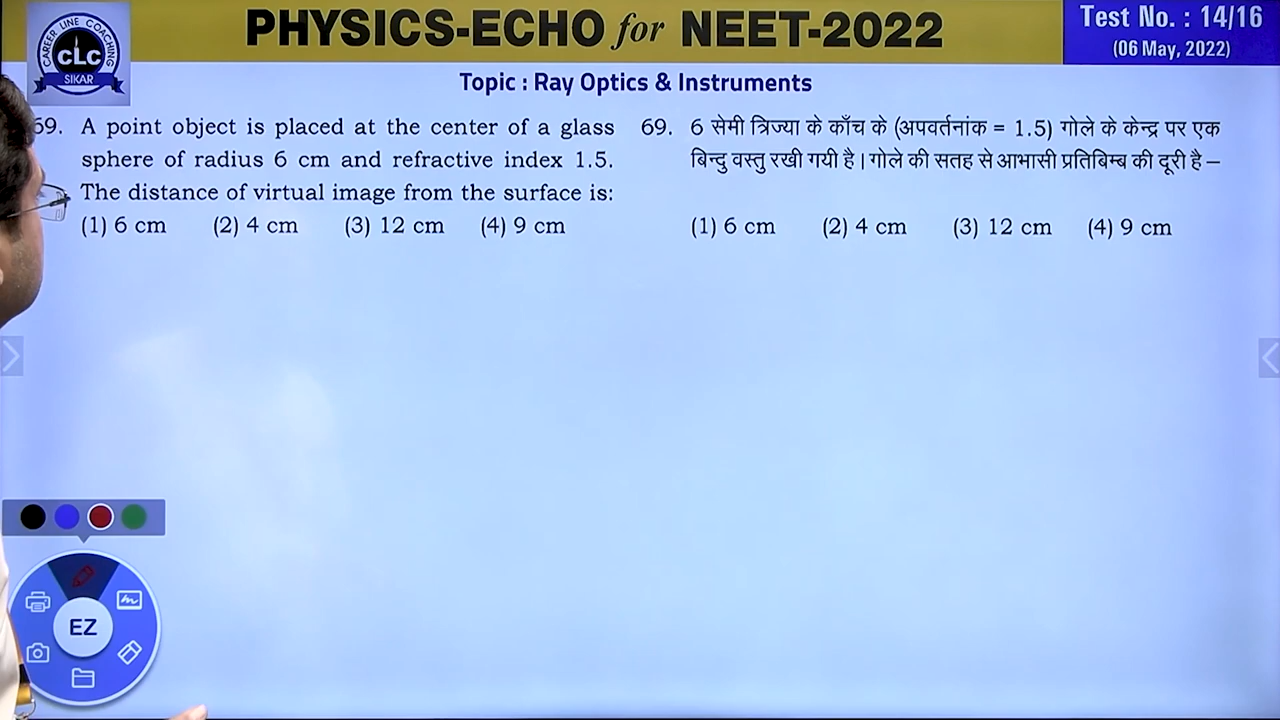 CAREER LINE COACHING
CLC
SIKAR
PHYSICS-ECHO for NEET-2022
Test No. : 14/16
(06 May, 2022)
Topic : Ray Optics & Instruments
69. A point object is placed at the center of a glass
sphere of radius 6 cm and refractive index 1.5.
The distance of virtual image from the surface is:
(1) 6 cm (2) 4 cm (3) 12 cm (4) 9 cm
69. 6 सेमी त्रिज्या के काँच के (अपवर्तनांक = 1.5) गोले के केन्द्र पर एक
बिन्दु वस्तु रखी गयी है। गोले की सतह से आभासी प्रतिबिम्ब की दूरी है –
(1) 6 cm (2) 4 cm (3) 12 cm (4) 9 cm
EZ